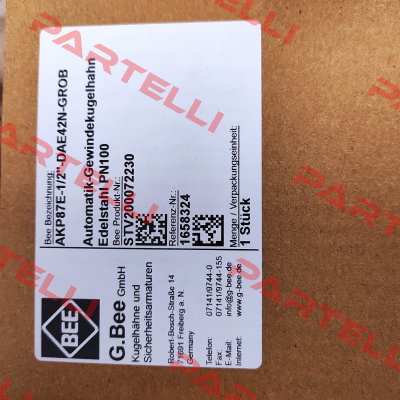 PARTELLI
BEE
G.Bee GmbH
Kugelhähne und
Sicherheitsarmaturen
Robert-Bosch-Straße 14
71691 Freiberg a. N.
Germany
Telefon: 07141/9744-0
Fax: 07141/9744-155
E-Mail: info@g-bee.de
Internet: www.g-bee.de
Bee Bezeichnung:
AKP87E-1/2"-DAE42N-GROB
Automatik-Gewindekugelhahn
Edelstahl PN100
Bee Produkt-Nr.:
STV200072230
Referenz-Nr.:
1658324
Menge / Verpackungseinheit:
1 Stück
PARTELLI
PARTELLI